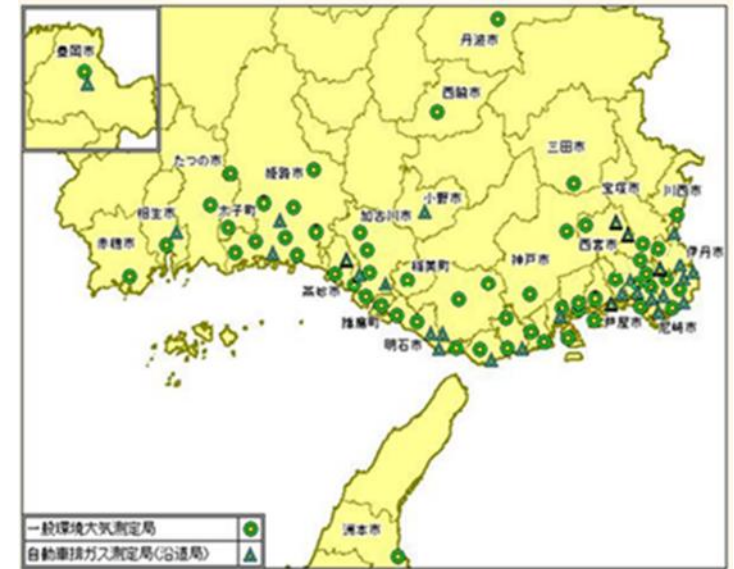 豊岡市
丹波市
西脇市
三田市
たつの市
姫路市
宝塚市
川西市
小野市
相生市
太子町
加古川市
西宮市
赤穂市
伊丹市
稲美町
神戸市
高砂市
播磨町
芦屋市
尼崎市
明石市
洲本市
一般環境大気測定局
自動車排ガス測定局(沿道局)